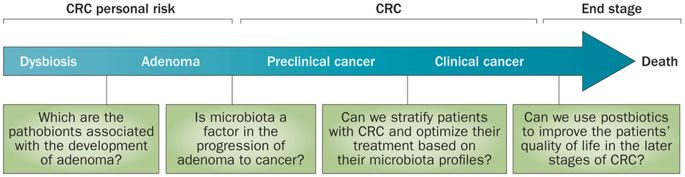 CRC personal risk
CRC
End stage
Dysbiosis
Adenoma
Preclinical cancer
Clinical cancer
Death
Which are the
pathobionts associated
with the development
of adenoma?
Is microbiota a
factor in the
progression of
adenoma to cancer?
Can we stratify patients
with CRC and optimize their
treatment based on
their microbiota profiles?
Can we use postbiotics
to improve the patients'
quality of life in the later
stages of CRC?